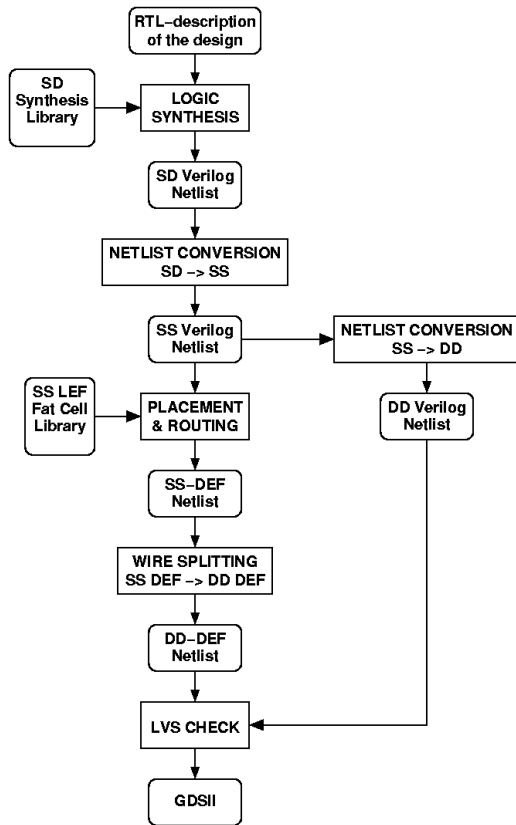 RTL–description
of the design
SD
Synthesis
Library
LOGIC
SYNTHESIS
SD Verilog
Netlist
NETLIST CONVERSION
SD –> SS
SS Verilog
Netlist
NETLIST CONVERSION
SS –> DD
SS LEF
Fat Cell
Library
PLACEMENT
& ROUTING
DD Verilog
Netlist
SS–DEF
Netlist
WIRE SPLITTING
SS DEF –> DD DEF
DD–DEF
Netlist
LVS CHECK
GDSII